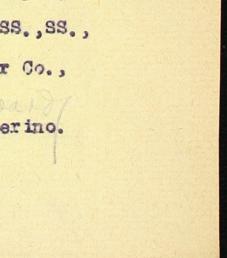 SS.,SS.,
r Co.,
erino.